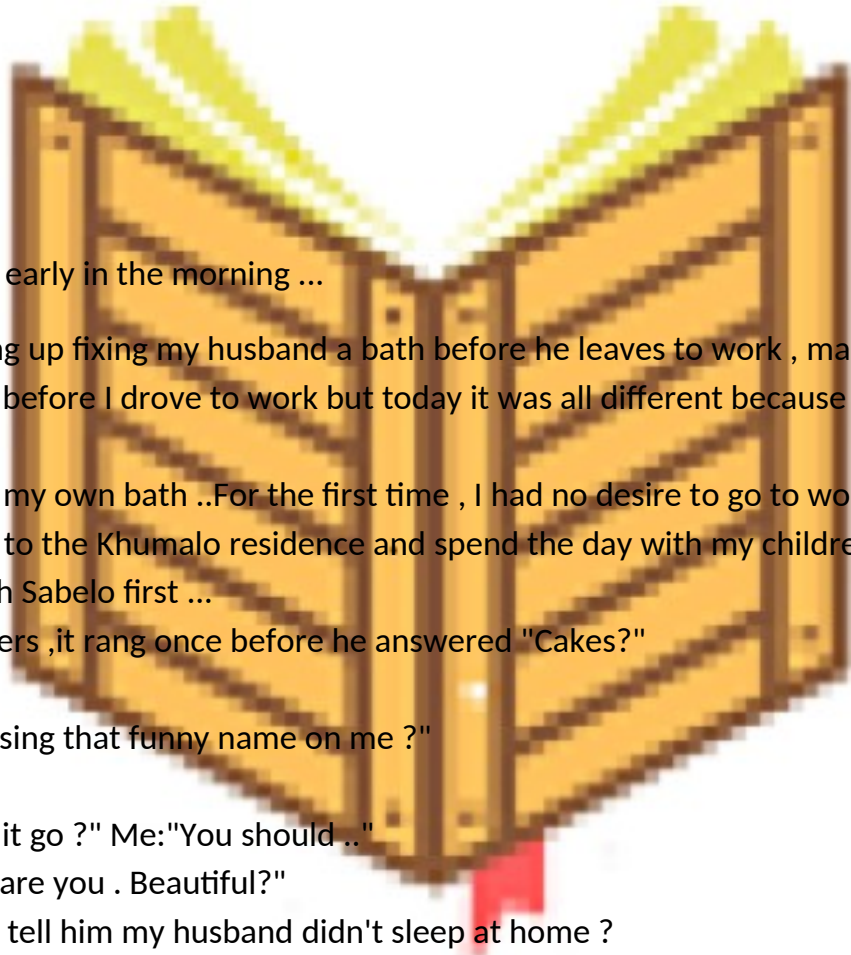 early in the morning ...
ng up fixing my husband a bath before he leaves to work , ma
before I drove to work but today it was all different because
my own bath ..For the first time , I had no desire to go to wo
to the Khumalo residence and spend the day with my childre
h Sabelo first ...
ers ,it rang once before he answered "Cakes?"
sing that funny name on me ?"
it go ?" Me:"You should .."
are you . Beautiful?"
tell him my husband didn't sleep at home ?